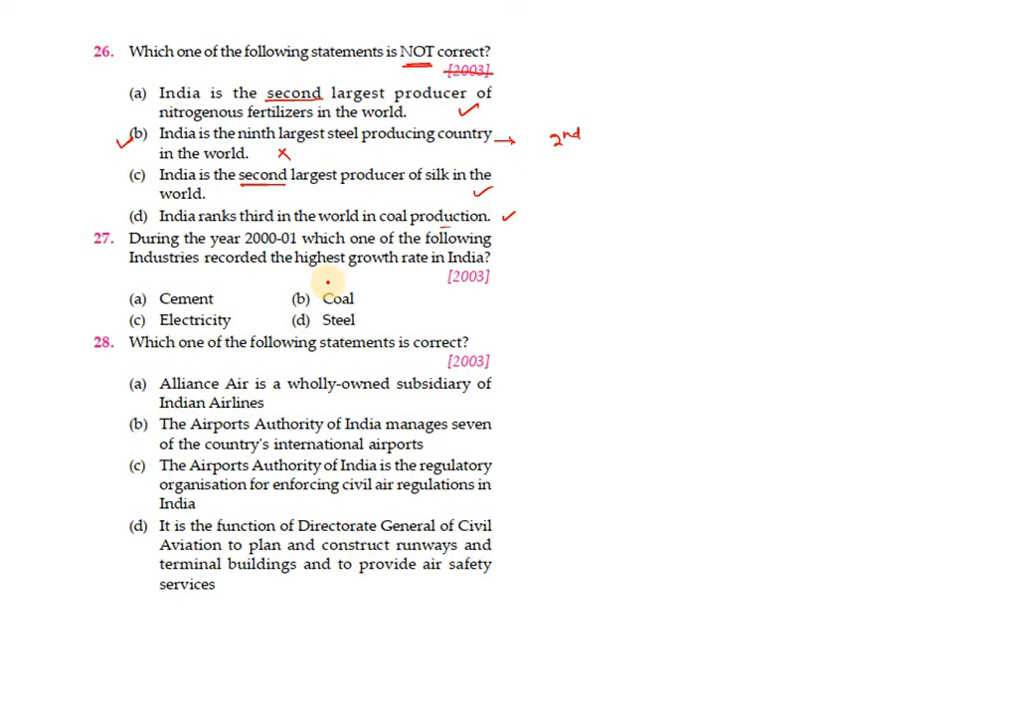 26. Which one of the following statements is NOT correct?
[2003]
(a) India is the second largest producer of
nitrogenous fertilizers in the world.
(b) India is the ninth largest steel producing country → 2nd
in the world.
(c) India is the second largest producer of silk in the
world.
(d) India ranks third in the world in coal production.
27. During the year 2000-01 which one of the following
Industries recorded the highest growth rate in India?
[2003]
(a) Cement (b) Coal
(c) Electricity (d) Steel
28. Which one of the following statements is correct?
[2003]
(a) Alliance Air is a wholly-owned subsidiary of
Indian Airlines
(b) The Airports Authority of India manages seven
of the country's international airports
(c) The Airports Authority of India is the regulatory
organisation for enforcing civil air regulations in
India
(d) It is the function of Directorate General of Civil
Aviation to plan and construct runways and
terminal buildings and to provide air safety
services